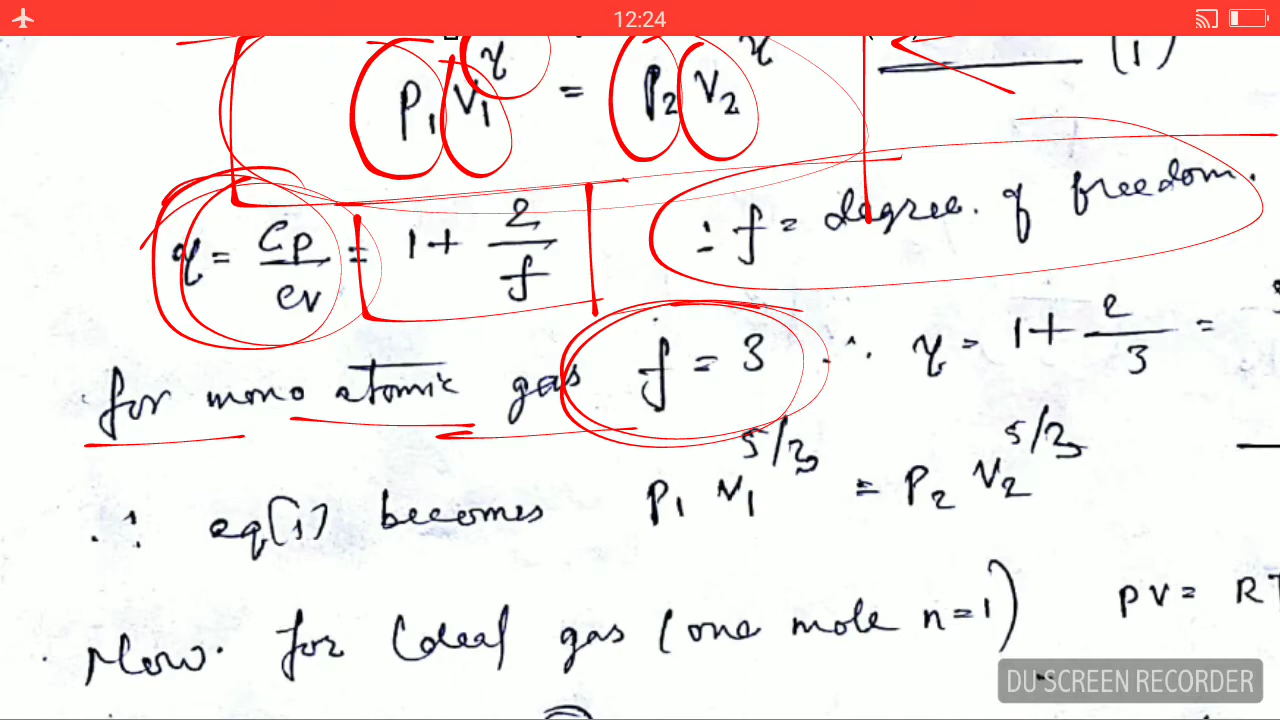 12:24
P₁ V₁^γ = P₂ V₂^γ (1)
γ = Cp/Cv = 1 + 2/f ∴ f = degree. of freedom.
for mono atomic gas f = 3 ∴ γ = 1 + 2/3 =
∴ eq(1) becomes P₁ V₁^5/3 = P₂ V₂^5/3
Now. for Ideal gas (one mole n=1) PV = RT
DU SCREEN RECORDER